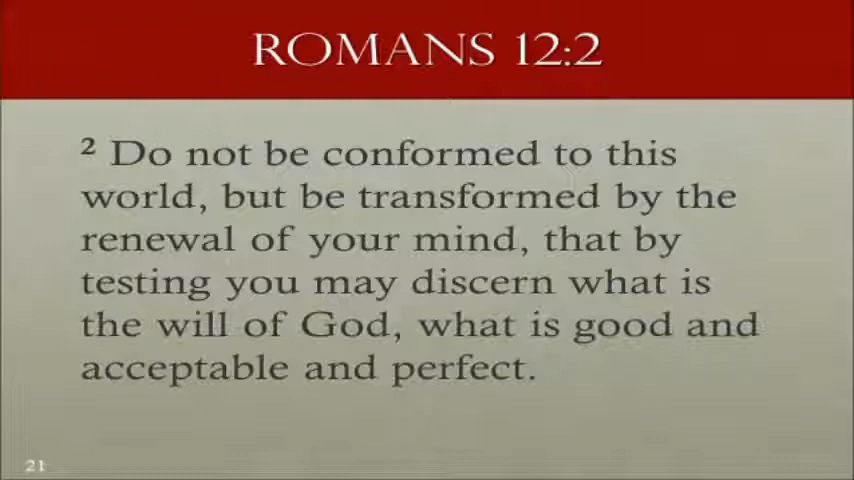 ROMANS 12:2
² Do not be conformed to this
world, but be transformed by the
renewal of your mind, that by
testing you may discern what is
the will of God, what is good and
acceptable and perfect.
21